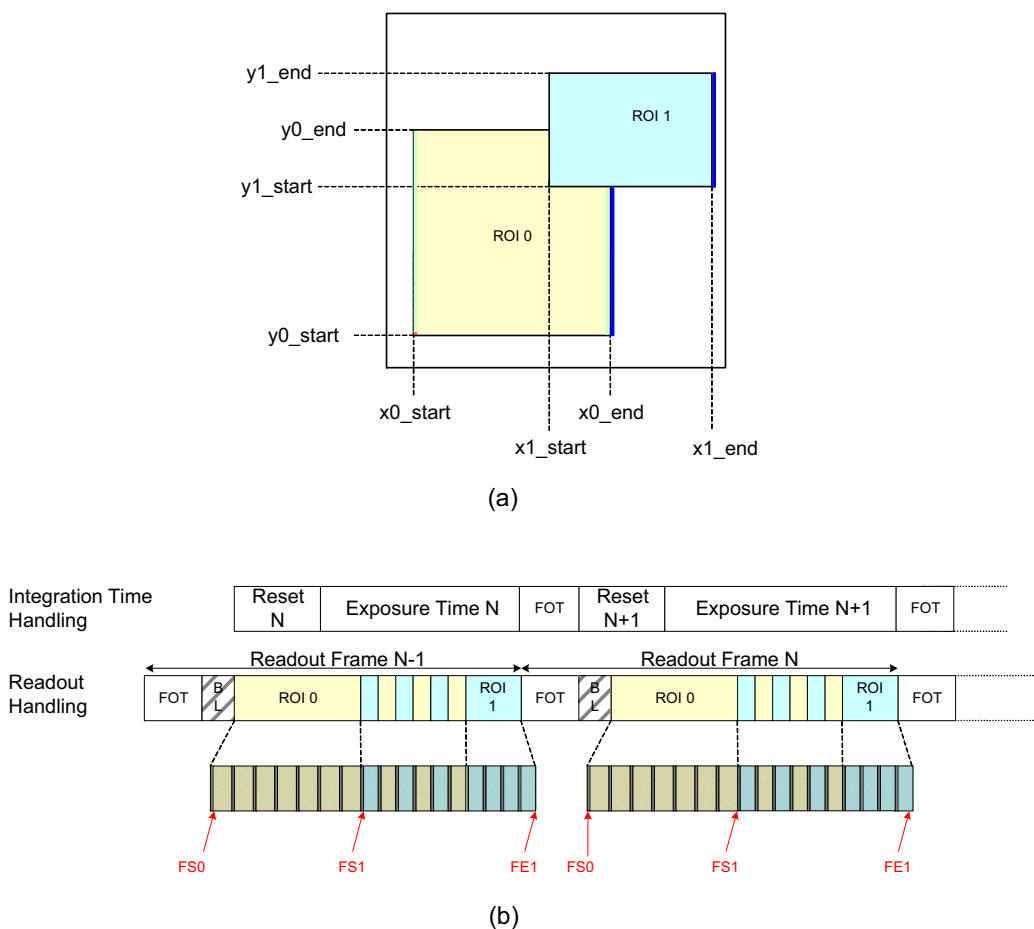 y1_end
ROI 1
y0_end
y1_start
ROI 0
y0_start
x0_start
x0_end
x1_start
x1_end
(a)
Integration Time
Handling
Reset
N
Exposure Time N
FOT
Reset
N+1
Exposure Time N+1
FOT
Readout Frame N-1
Readout Frame N
Readout
Handling
FOT
B
L
ROI 0
ROI
1
FOT
B
L
ROI 0
ROI
1
FOT
FS0
FS1
FE1
FS0
FS1
FE1
(b)